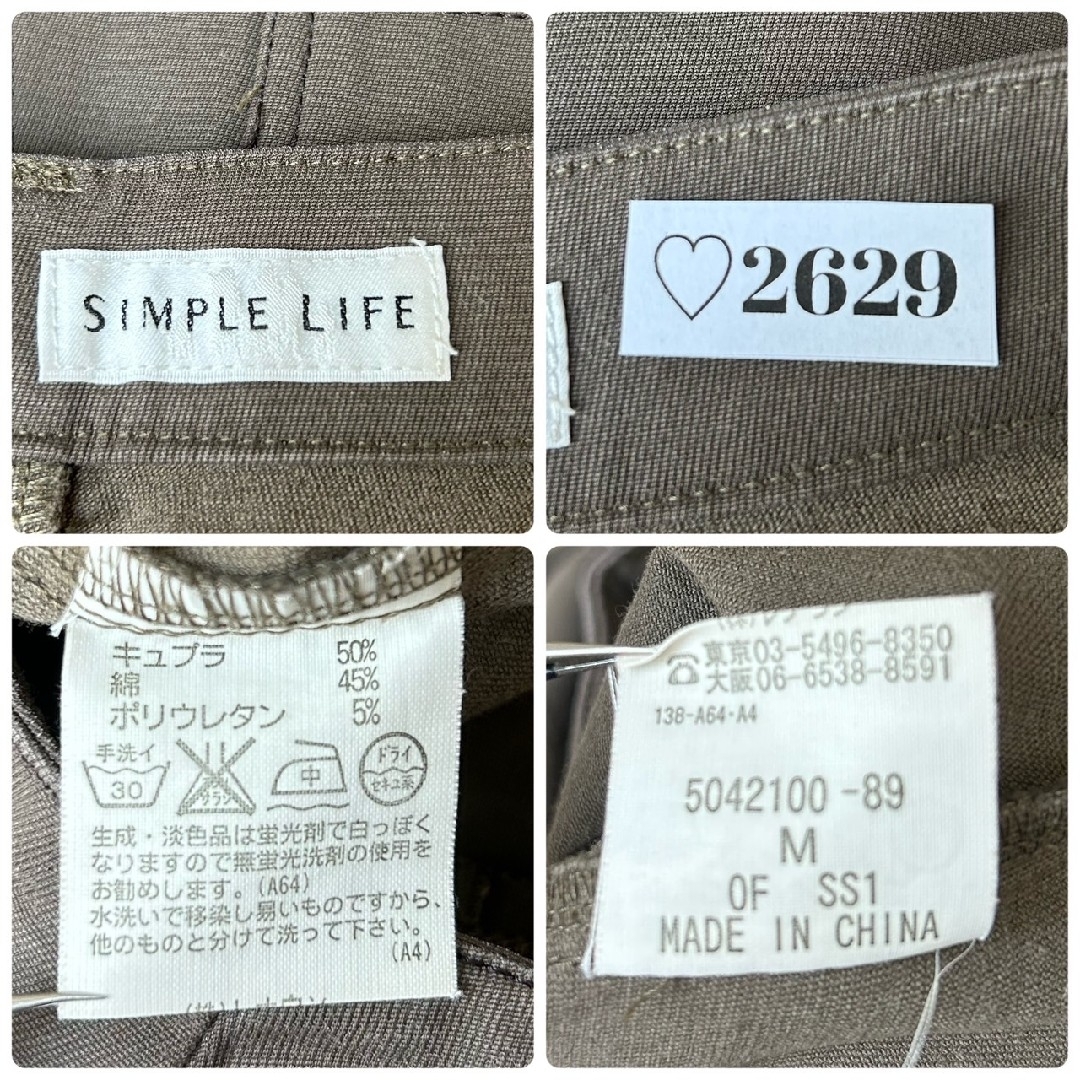 SIMPLE LIFE
♡2629
キュプラ 50%
綿 45%
ポリウレタン 5%
手洗イ 30 エンソサラシ 中 ドライ セキユ系
生成・淡色品は蛍光剤で白っぽく
なりますので無蛍光洗剤の使用を
お勧めします。(A64)
水洗いで移染し易いものですから、
他のものと分けて洗って下さい。
(A4)
☎東京03-5496-8350
大阪06-6538-8591
138-A64・A4
5042100 -89
M
OF SS1
MADE IN CHINA